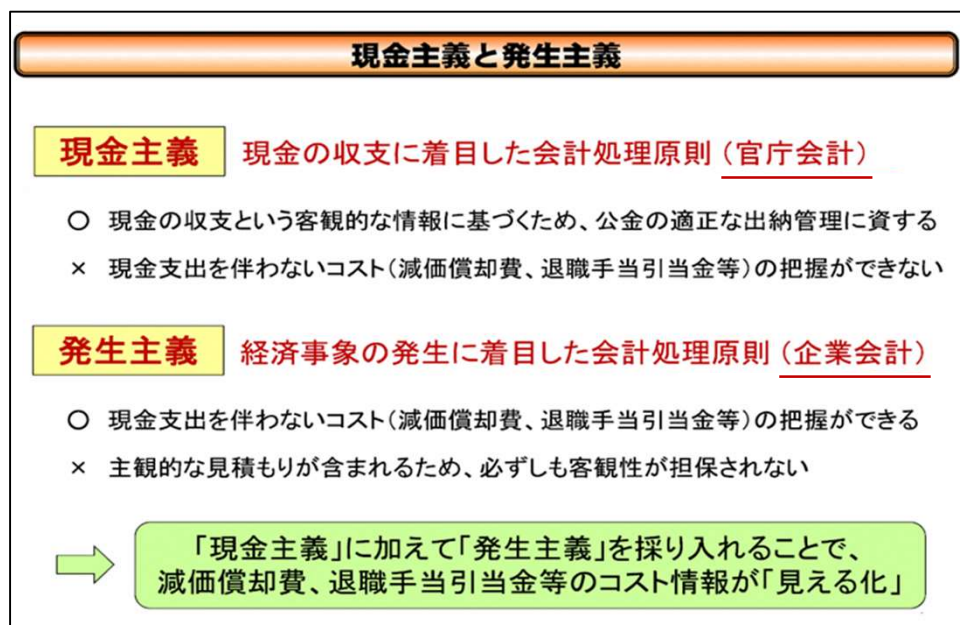 現金主義と発生主義
現金主義 現金の収支に着目した会計処理原則（官庁会計）
○ 現金の収支という客観的な情報に基づくため、公金の適正な出納管理に資する
× 現金支出を伴わないコスト（減価償却費、退職手当引当金等）の把握ができない
発生主義 経済事象の発生に着目した会計処理原則（企業会計）
○ 現金支出を伴わないコスト（減価償却費、退職手当引当金等）の把握ができる
× 主観的な見積もりが含まれるため、必ずしも客観性が担保されない
「現金主義」に加えて「発生主義」を採り入れることで、
減価償却費、退職手当引当金等のコスト情報が「見える化」